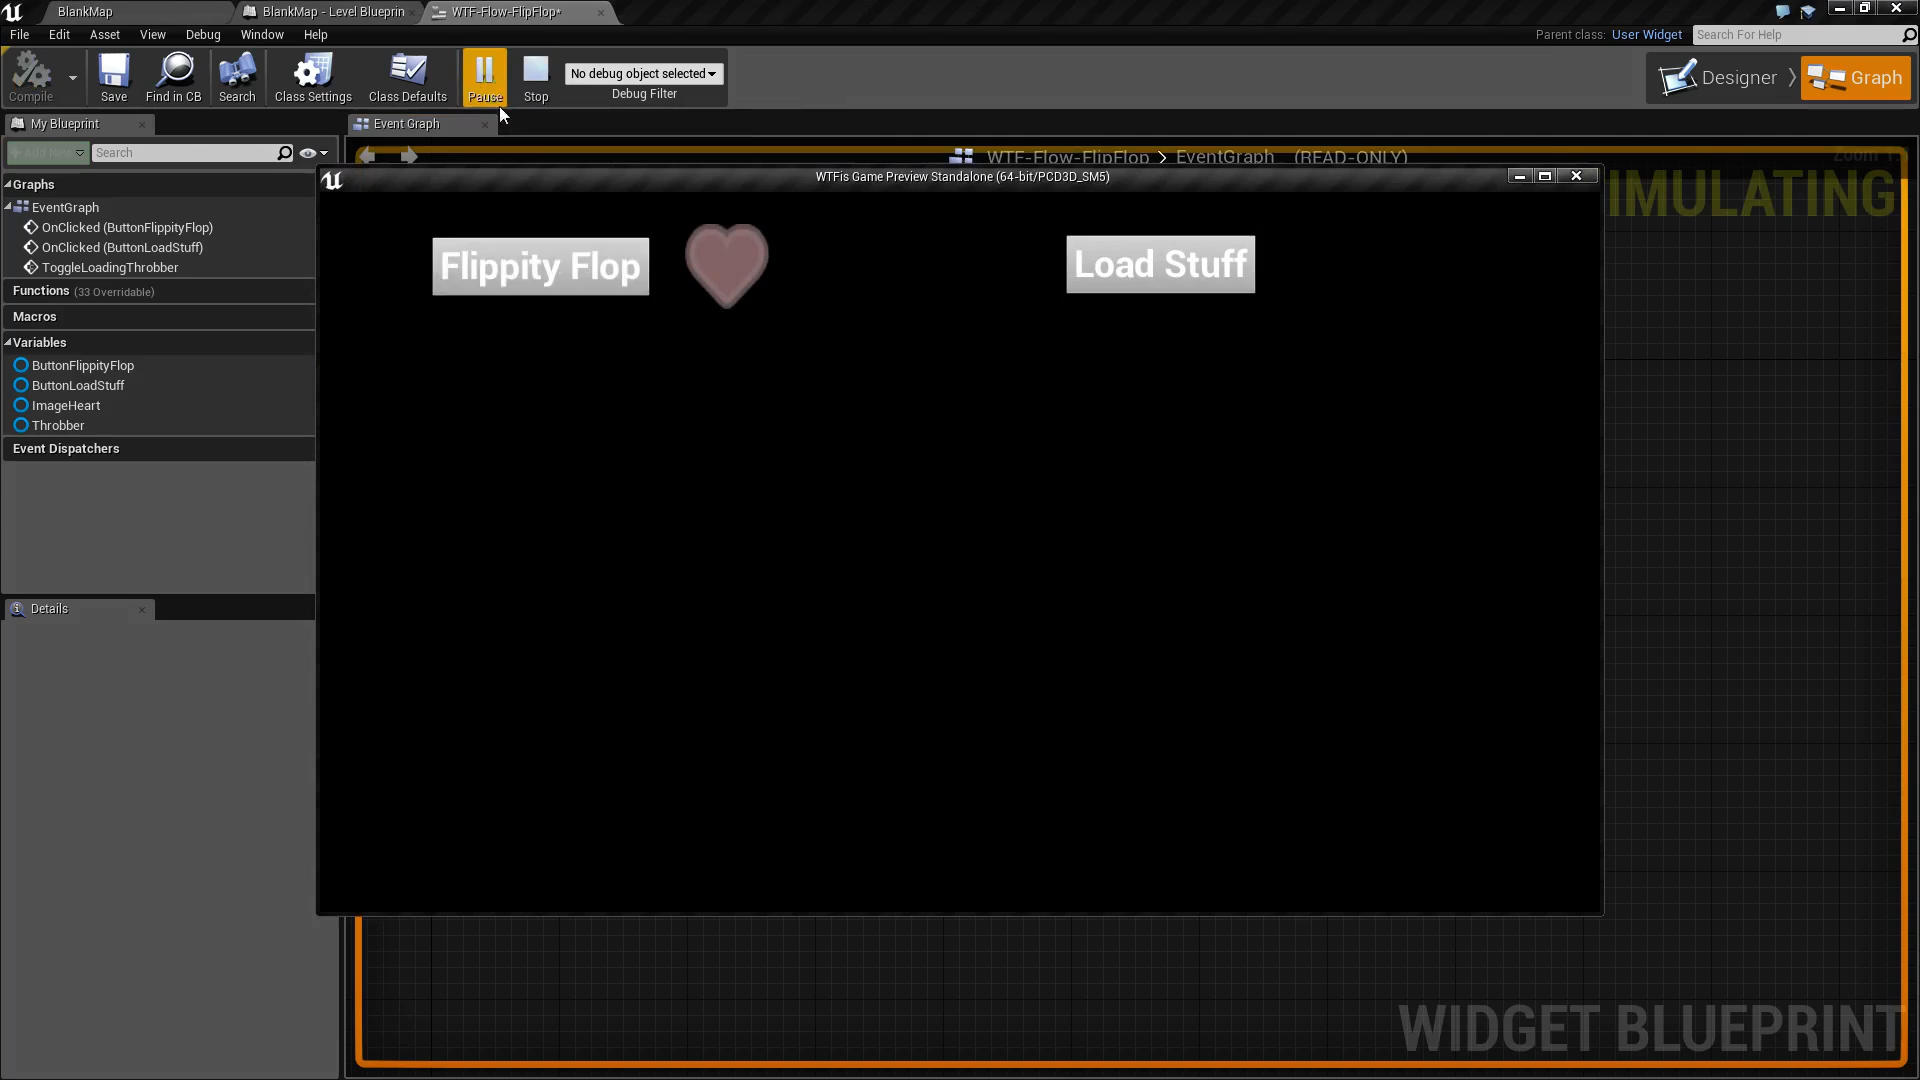 BlankMap
BlankMap - Level Blueprin
WTF-Flow-FlipFlop*
File Edit Asset View Debug Window Help
Parent class: User Widget
Search For Help
Compile
Save
Find in CB
Search
Class Settings
Class Defaults
Pause
Stop
No debug object selected
Debug Filter
Designer
Graph
My Blueprint
Event Graph
Add New
Search
WTF-Flow-FlipFlop > EventGraph (READ-ONLY)
WTFis Game Preview Standalone (64-bit/PCD3D_SM5)
IMULATING
Graphs
EventGraph
OnClicked (ButtonFlippityFlop)
OnClicked (ButtonLoadStuff)
ToggleLoadingThrobber
Functions (33 Overridable)
Macros
Variables
ButtonFlippityFlop
ButtonLoadStuff
ImageHeart
Throbber
Event Dispatchers
Flippity Flop
Load Stuff
Details
WIDGET BLUEPRINT